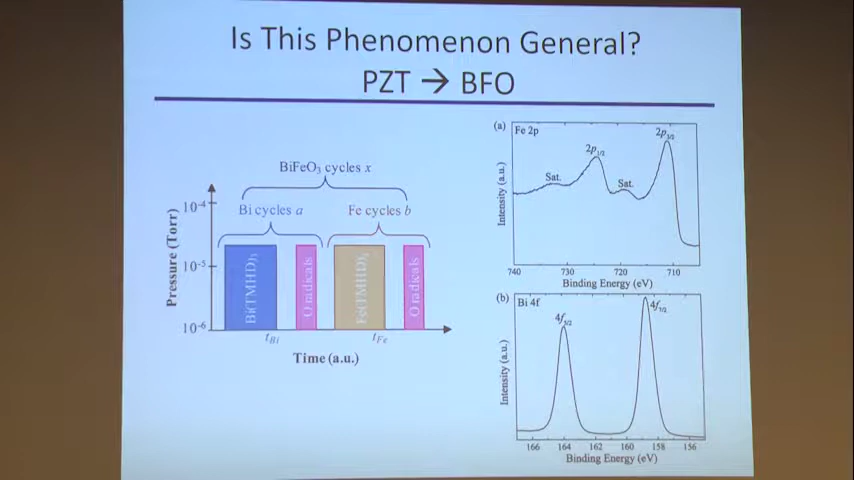 Is This Phenomenon General?
PZT → BFO
BiFeO₃ cycles x
Bi cycles a
Fe cycles b
Pressure (Torr)
10⁻⁴
10⁻⁵
10⁻⁶
Bi(TMHD)₃
O radicals
Fe(TMHD)₃
O radicals
t_Bi
t_Fe
Time (a.u.)
(a) Fe 2p
2p₃/₂
2p₁/₂
Sat.
Sat.
Intensity (a.u.)
740 730 720 710
Binding Energy (eV)
(b) Bi 4f
4f₅/₂
4f₇/₂
Intensity (a.u.)
166 164 162 160 158 156
Binding Energy (eV)